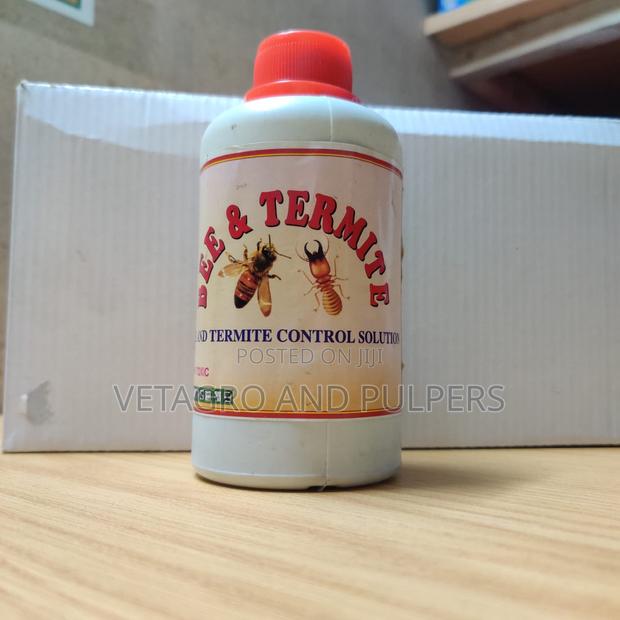 BEE & TERMITE
AND TERMITE CONTROL SOLUTION
POSTED ON JIJI
VETAGRO AND PULPERS